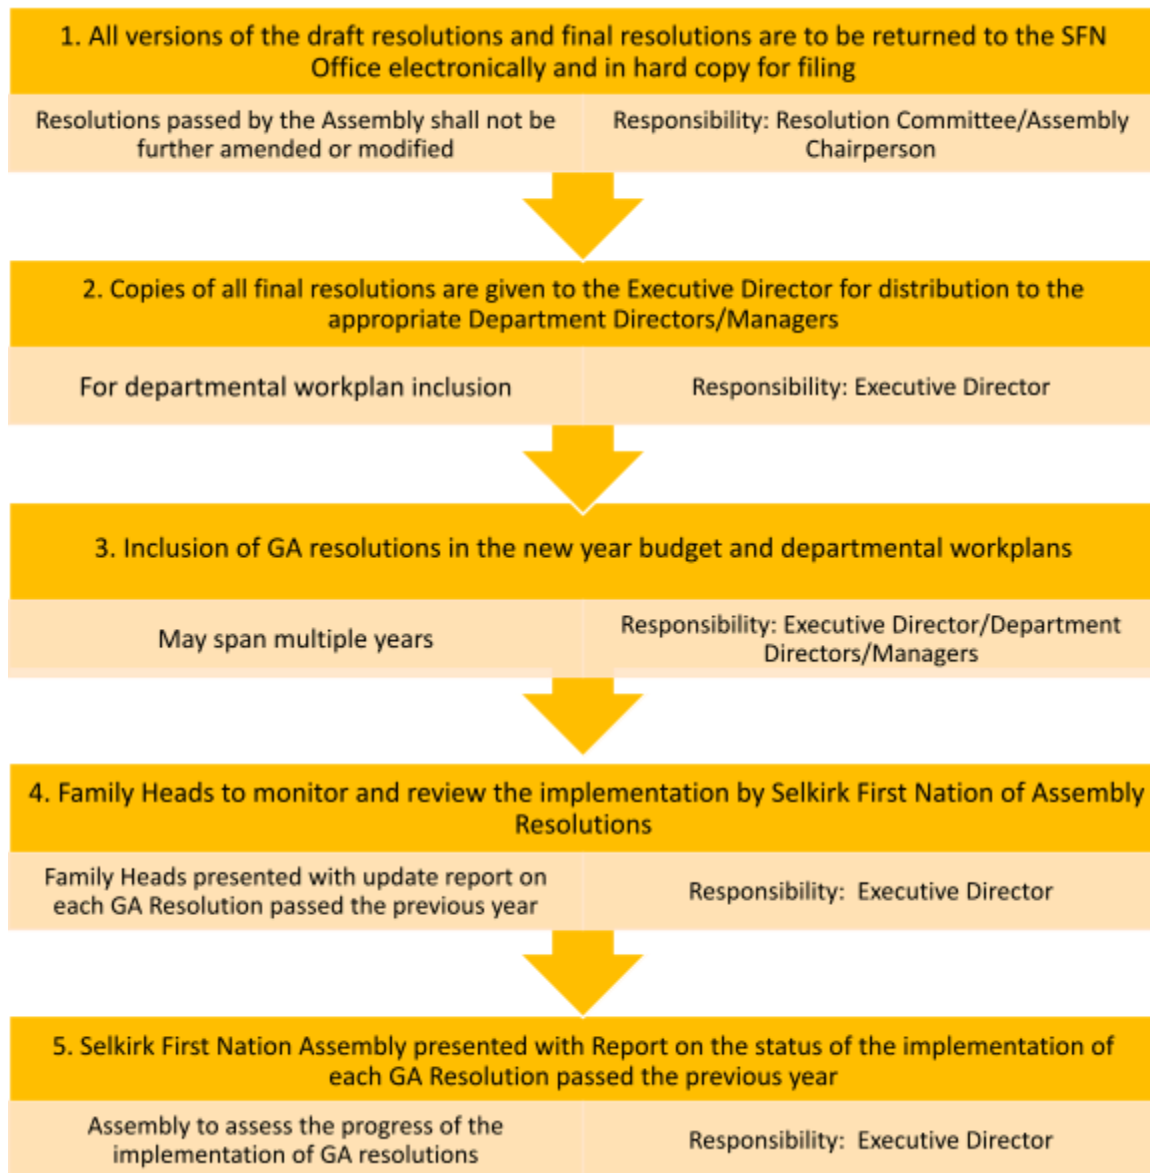 1. All versions of the draft resolutions and final resolutions are to be returned to the SFN
Office electronically and in hard copy for filing
Resolutions passed by the Assembly shall not be
further amended or modified
Responsibility: Resolution Committee/Assembly
Chairperson
2. Copies of all final resolutions are given to the Executive Director for distribution to the
appropriate Department Directors/Managers
For departmental workplan inclusion
Responsibility: Executive Director
3. Inclusion of GA resolutions in the new year budget and departmental workplans
May span multiple years
Responsibility: Executive Director/Department
Directors/Managers
4. Family Heads to monitor and review the implementation by Selkirk First Nation of Assembly
Resolutions
Family Heads presented with update report on
each GA Resolution passed the previous year
Responsibility:  Executive Director
5. Selkirk First Nation Assembly presented with Report on the status of the implementation of
each GA Resolution passed the previous year
Assembly to assess the progress of the
implementation of GA resolutions
Responsibility:  Executive Director